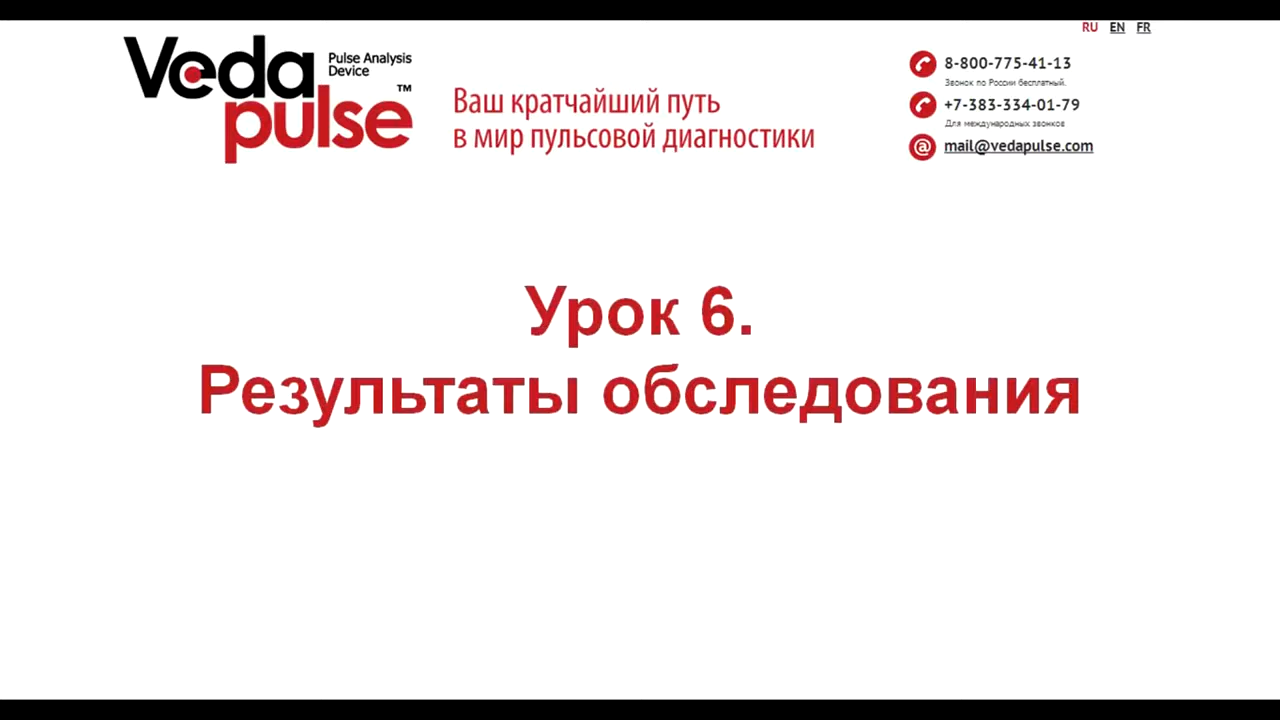 RU EN FR
Veda
pulse
Pulse Analysis
Device
™
Ваш кратчайший путь
в мир пульсовой диагностики
8-800-775-41-13
Звонок по России бесплатный.
+7-383-334-01-79
Для международных звонков
@ mail@vedapulse.com
Урок 6.
Результаты обследования